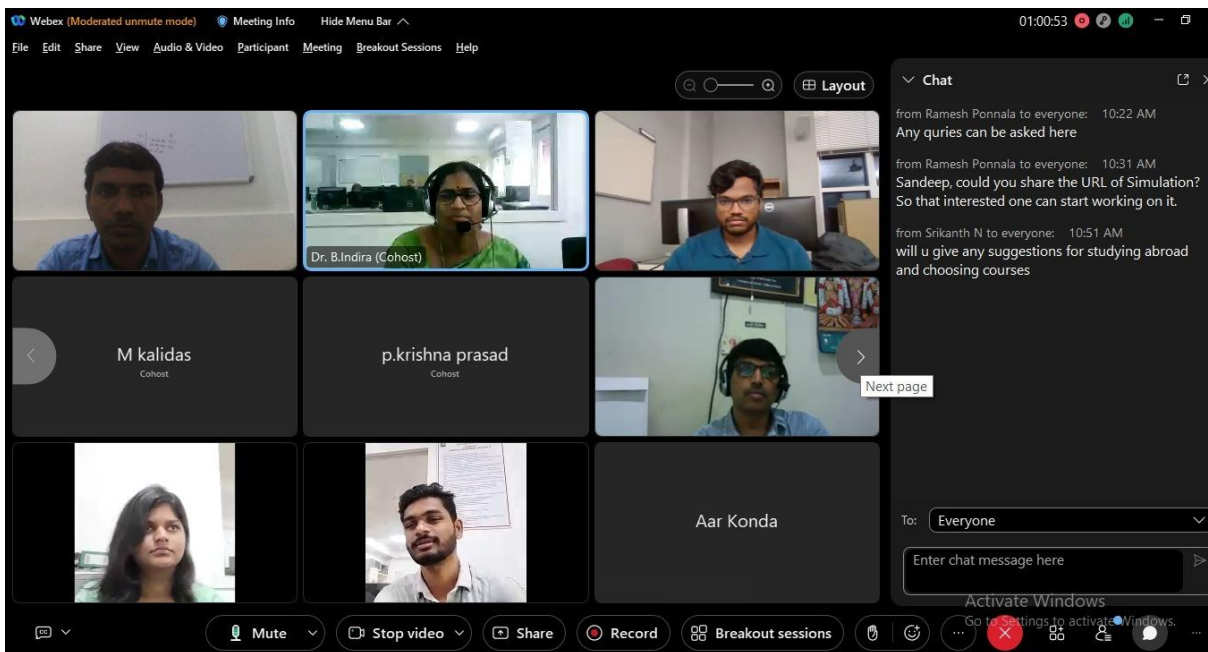 Webex (Moderated unmute mode) Meeting Info Hide Menu Bar 01:00:53
File Edit Share View Audio & Video Participant Meeting Breakout Sessions Help
Layout
Dr. B.Indira (Cohost)
M kalidas
Cohost
p.krishna prasad
Cohost
Next page
Aar Konda
Chat
from Ramesh Ponnala to everyone: 10:22 AM
Any quries can be asked here
from Ramesh Ponnala to everyone: 10:31 AM
Sandeep, could you share the URL of Simulation?
So that interested one can start working on it.
from Srikanth N to everyone: 10:51 AM
will u give any suggestions for studying abroad
and choosing courses
To: Everyone
Enter chat message here
Activate Windows
Go to Settings to activate Windows.
Mute Stop video Share Record Breakout sessions